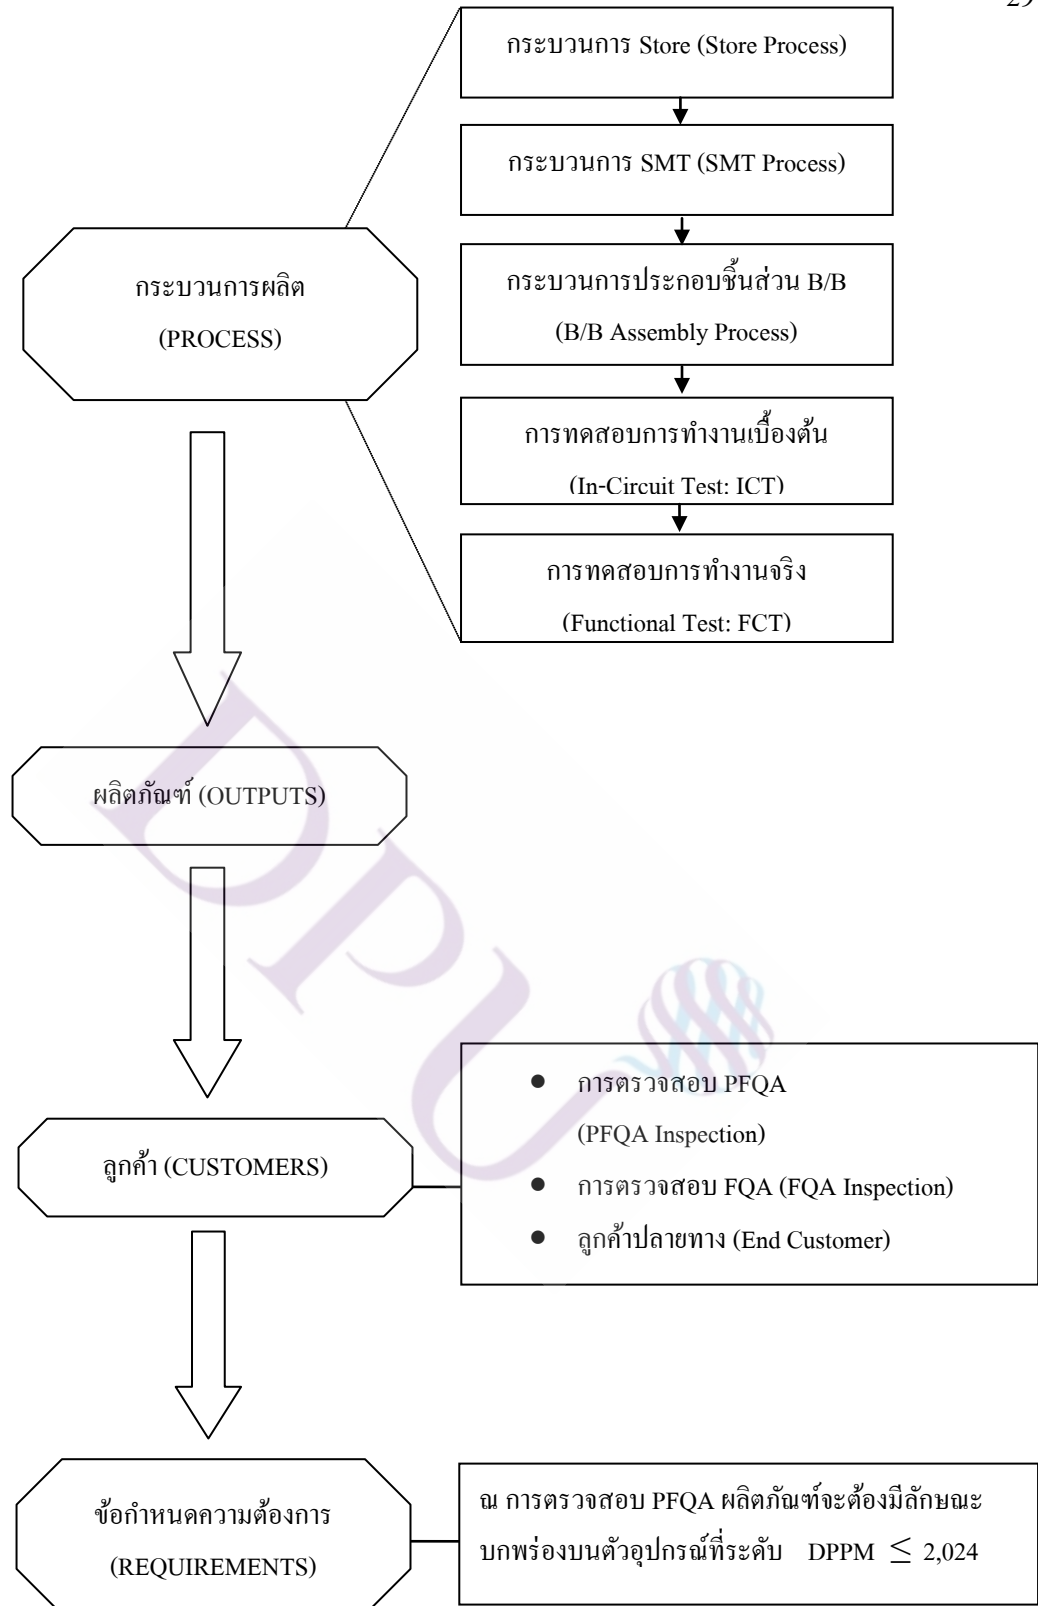 29
กระบวนการ Store (Store Process)
กระบวนการ SMT (SMT Process)
กระบวนการผลิต
(PROCESS)
กระบวนการประกอบชิ้นส่วน B/B
(B/B Assembly Process)
การทดสอบการทำงานเบื้องต้น
(In-Circuit Test: ICT)
การทดสอบการทำงานจริง
(Functional Test: FCT)
ผลิตภัณฑ์ (OUTPUTS)
DPU
ลูกค้า (CUSTOMERS)
● การตรวจสอบ PFQA
(PFQA Inspection)
● การตรวจสอบ FQA (FQA Inspection)
● ลูกค้าปลายทาง (End Customer)
ข้อกำหนดความต้องการ
(REQUIREMENTS)
ณ การตรวจสอบ PFQA ผลิตภัณฑ์จะต้องมีลักษณะ
บกพร่องบนตัวอุปกรณ์ที่ระดับ DPPM ≤ 2,024